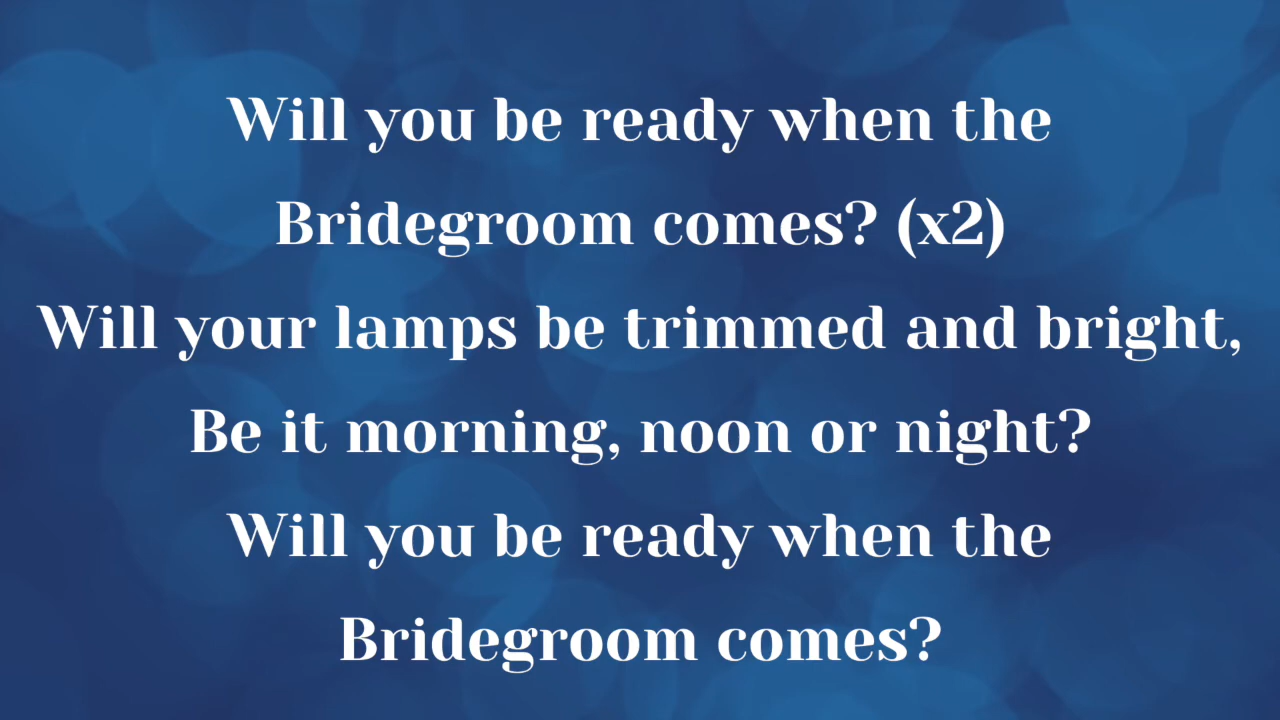 Will you be ready when the
Bridegroom comes? (x2)
Will your lamps be trimmed and bright,
Be it morning, noon or night?
Will you be ready when the
Bridegroom comes?